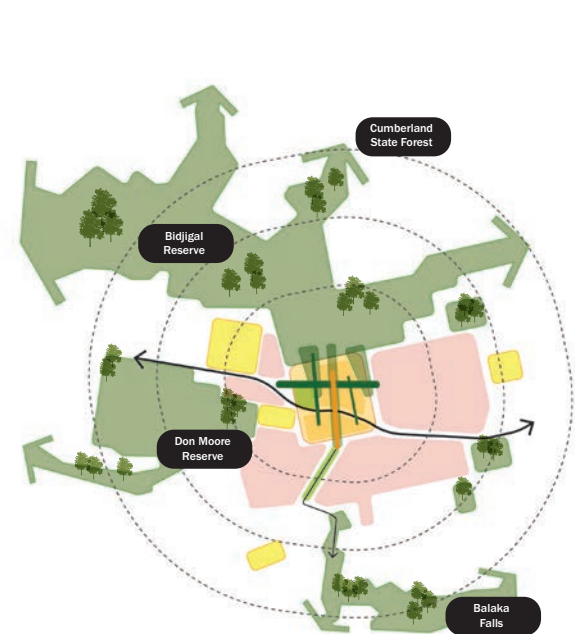 Cumberland
State Forest
Bidjigal
Reserve
Don Moore
Reserve
Balaka
Falls